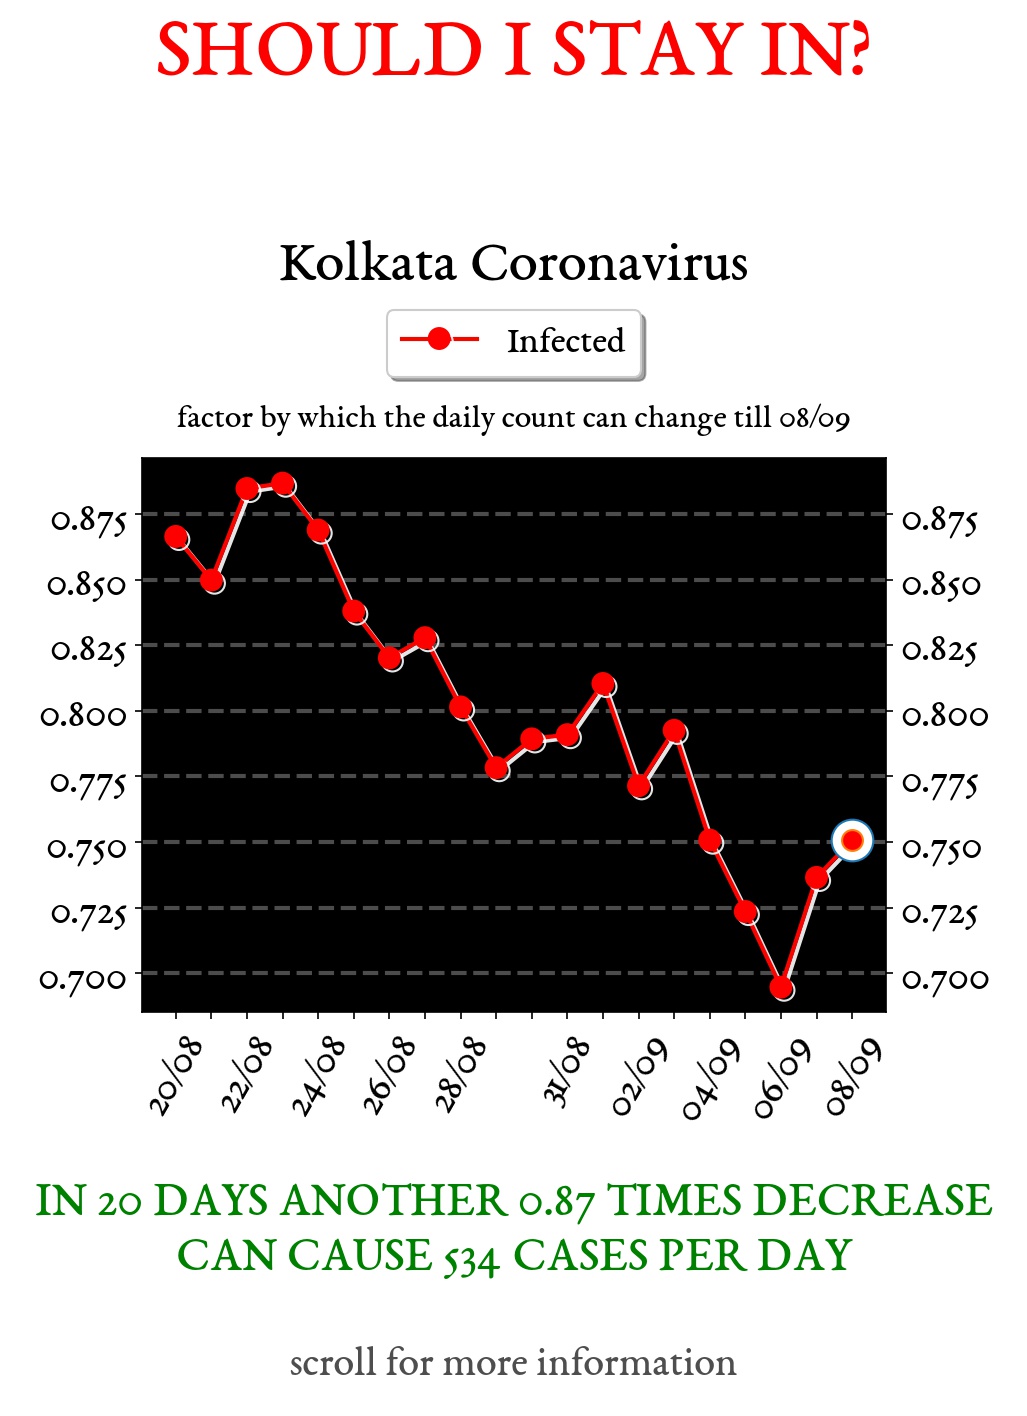 SHOULD I STAY IN?
Kolkata Coronavirus
Infected
factor by which the daily count can change till 08/09
0.875 0.875
0.850 0.850
0.825 0.825
0.800 0.800
0.775 0.775
0.750 0.750
0.725 0.725
0.700 0.700
20/08 22/08 24/08 26/08 28/08 31/08 02/09 04/09 06/09 08/09
IN 20 DAYS ANOTHER 0.87 TIMES DECREASE
CAN CAUSE 534 CASES PER DAY
scroll for more information